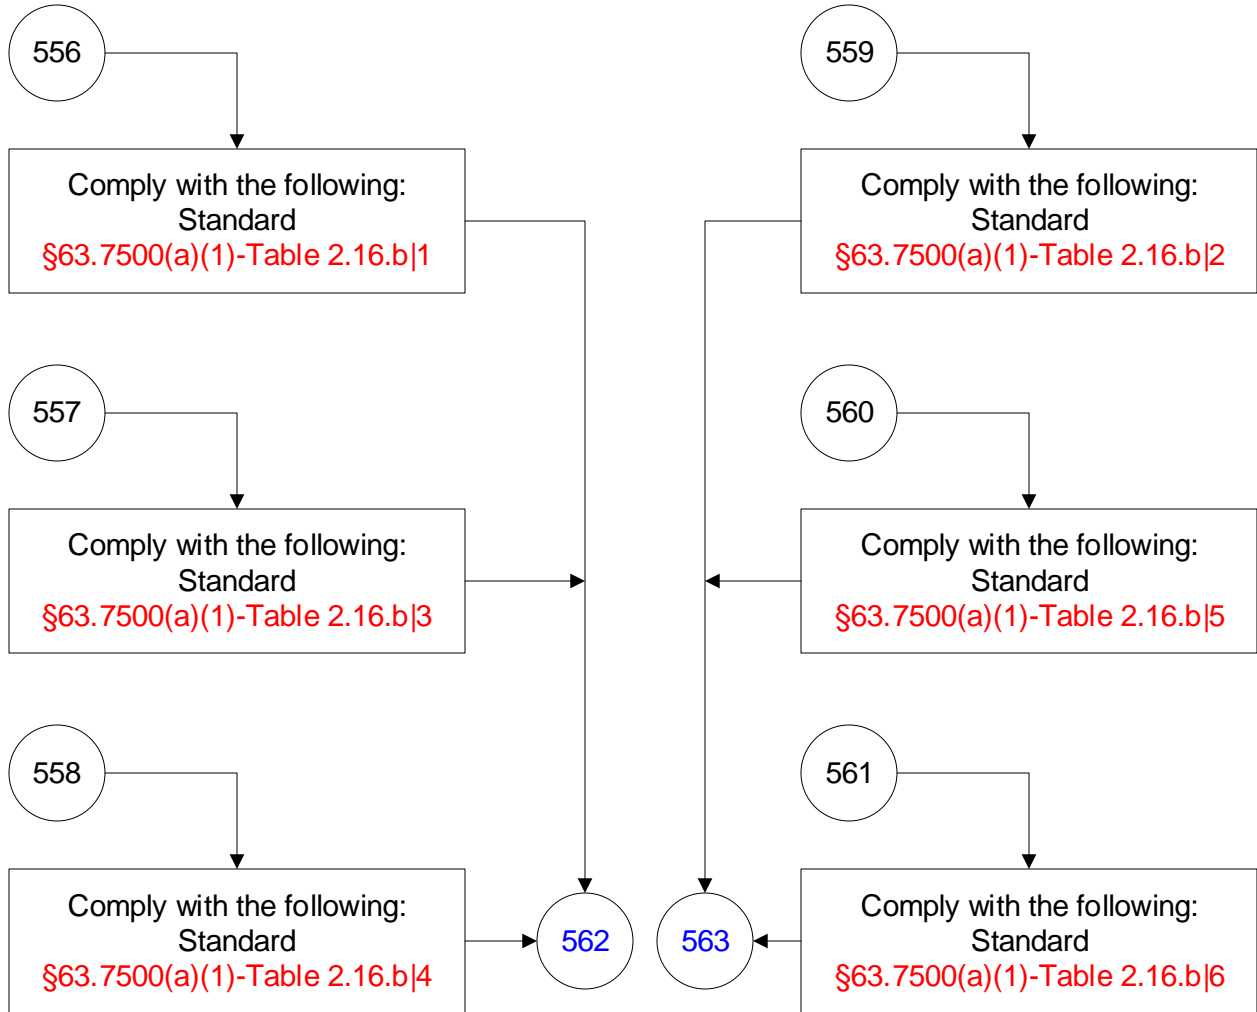 556
Comply with the following:
Standard
§63.7500(a)(1)-Table 2.16.b|1
557
Comply with the following:
Standard
§63.7500(a)(1)-Table 2.16.b|3
558
Comply with the following:
Standard
§63.7500(a)(1)-Table 2.16.b|4
562
559
Comply with the following:
Standard
§63.7500(a)(1)-Table 2.16.b|2
560
Comply with the following:
Standard
§63.7500(a)(1)-Table 2.16.b|5
561
Comply with the following:
Standard
§63.7500(a)(1)-Table 2.16.b|6
563